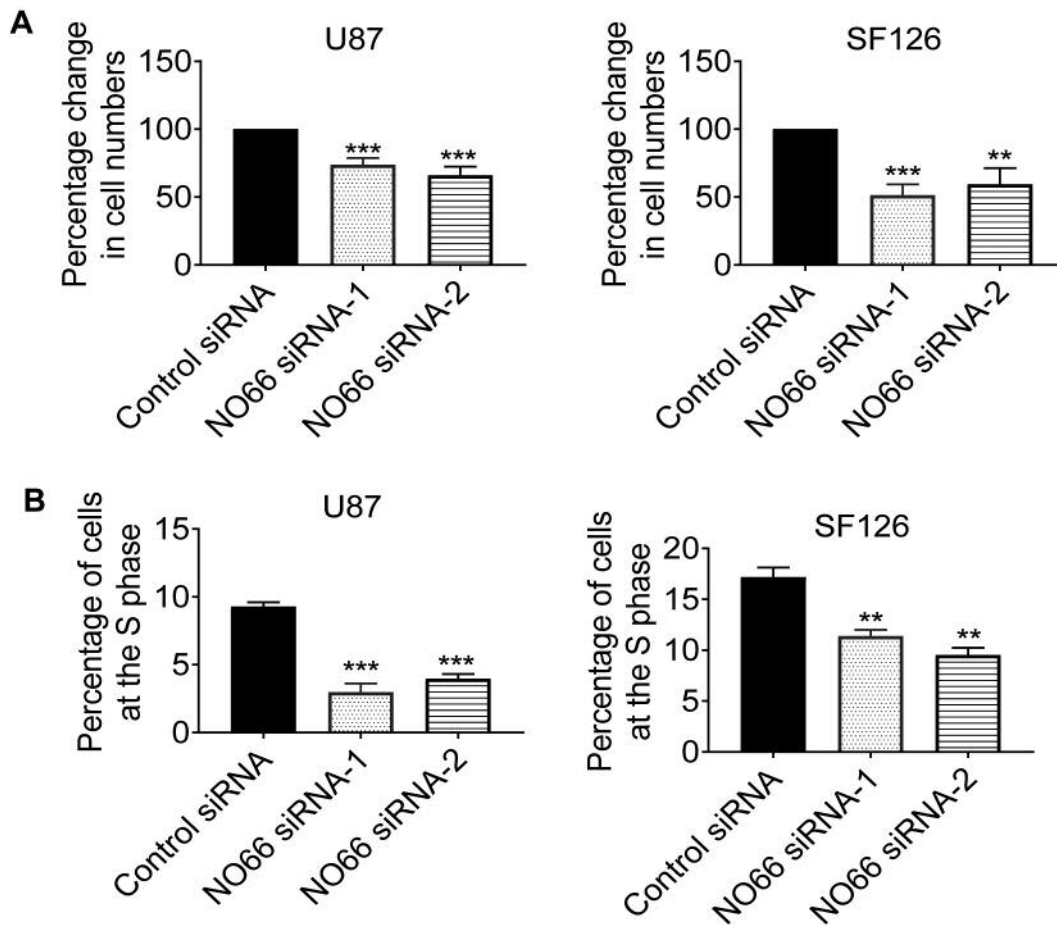 A
U87
Percentage change
in cell numbers
150
100
50
0
***
***
Control siRNA
NO66 siRNA-1
NO66 siRNA-2
SF126
Percentage change
in cell numbers
150
100
50
0
***
**
Control siRNA
NO66 siRNA-1
NO66 siRNA-2
B
U87
Percentage of cells
at the S phase
15
10
5
0
***
***
Control siRNA
NO66 siRNA-1
NO66 siRNA-2
SF126
Percentage of cells
at the S phase
20
15
10
5
0
**
**
Control siRNA
NO66 siRNA-1
NO66 siRNA-2